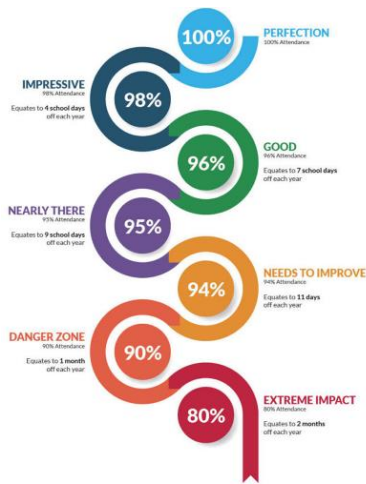 100%
PERFECTION
100% Attendance
IMPRESSIVE
98% Attendance
Equates to 4 school days
off each year
98%
GOOD
96% Attendance
Equates to 7 school days
off each year
96%
NEARLY THERE
95% Attendance
Equates to 9 school days
off each year
95%
NEEDS TO IMPROVE
94% Attendance
Equates to 11 days
off each year
94%
DANGER ZONE
90% Attendance
Equates to 1 month
off each year
90%
EXTREME IMPACT
80% Attendance
Equates to 2 months
off each year
80%